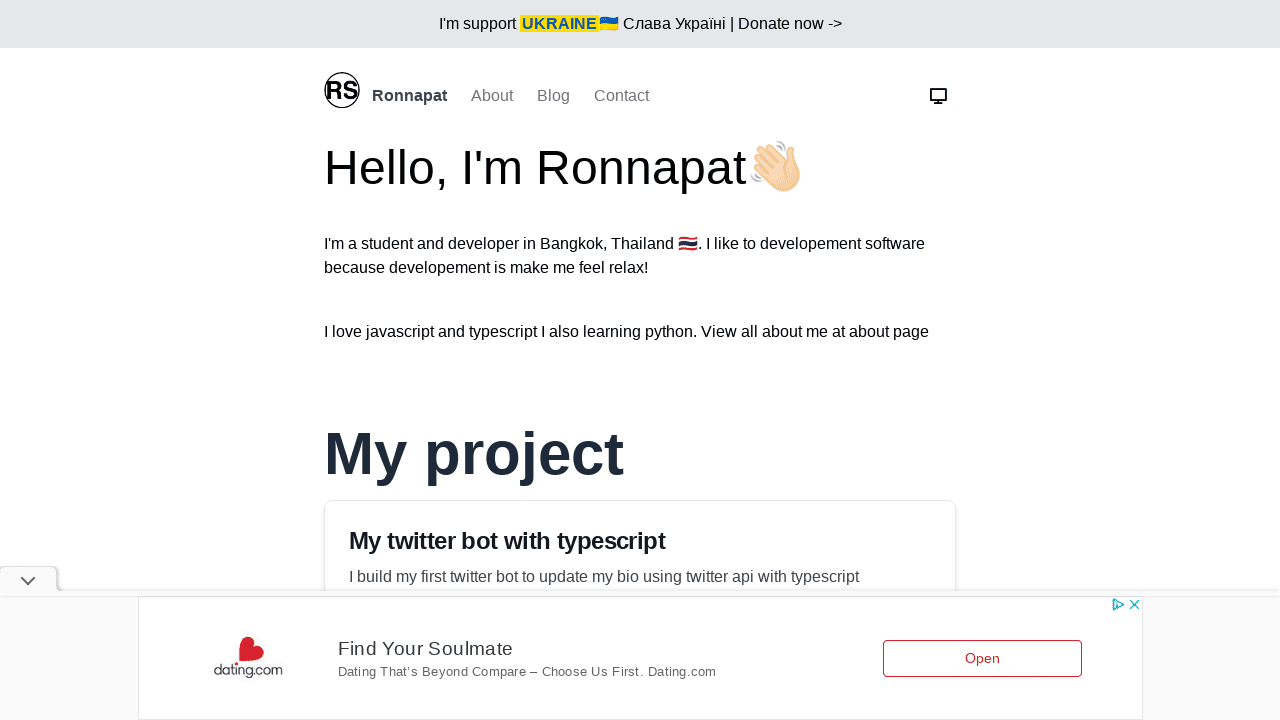 I'm support UKRAINE🇺🇦 Слава Україні | Donate now ->
RS Ronnapat About Blog Contact
Hello, I'm Ronnapat👋🏻
I'm a student and developer in Bangkok, Thailand 🇹🇭. I like to developement software
because developement is make me feel relax!
I love javascript and typescript I also learning python. View all about me at about page
My project
My twitter bot with typescript
I build my first twitter bot to update my bio using twitter api with typescript
dating.com
Find Your Soulmate
Dating That's Beyond Compare – Choose Us First. Dating.com
Open